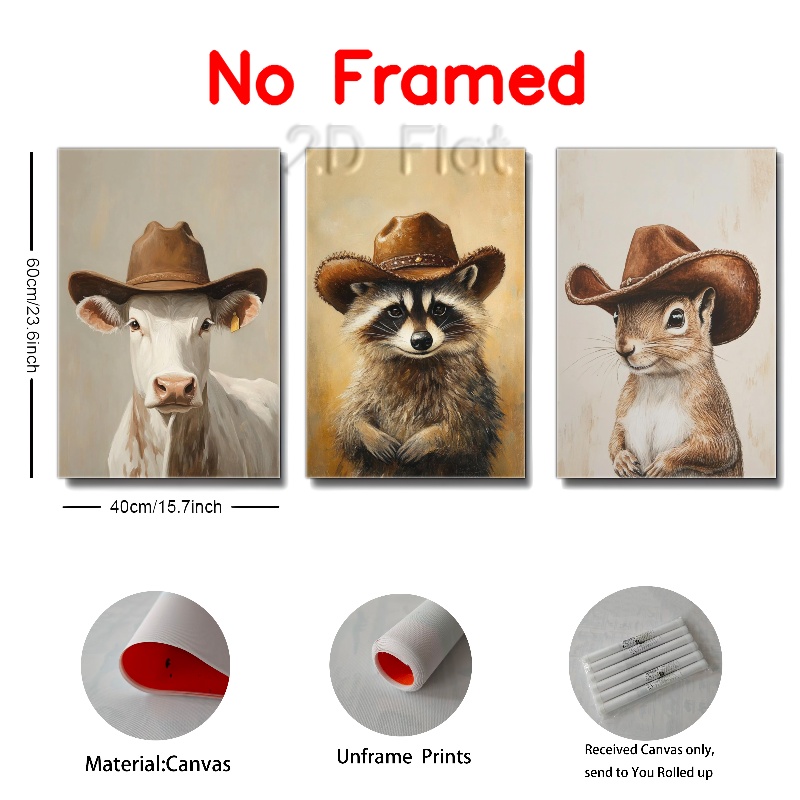 No Framed
2D Flat
60cm/23.6inch
40cm/15.7inch
Material:Canvas
Unframe Prints
Received Canvas only,
send to You Rolled up